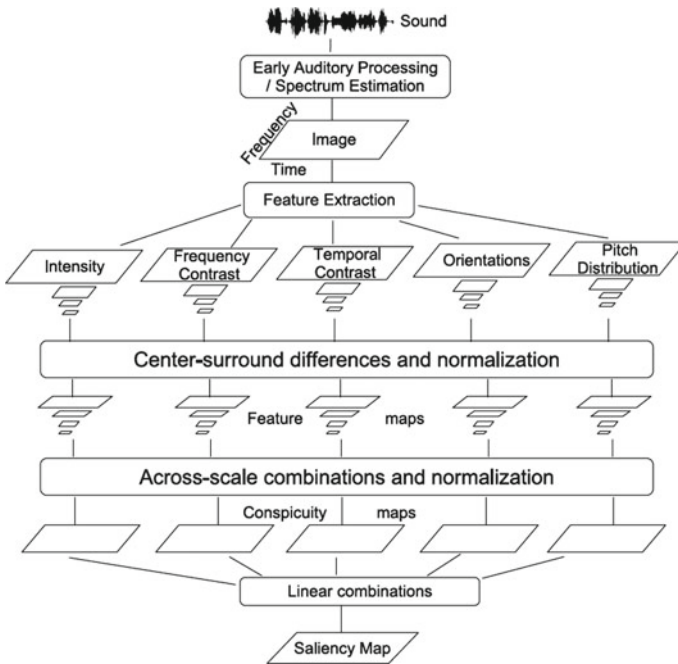 Sound
Early Auditory Processing
/ Spectrum Estimation
Frequency
Image
Time
Feature Extraction
Intensity
Frequency
Contrast
Temporal
Contrast
Orientations
Pitch
Distribution
Center-surround differences and normalization
Feature maps
Across-scale combinations and normalization
Conspicuity maps
Linear combinations
Saliency Map